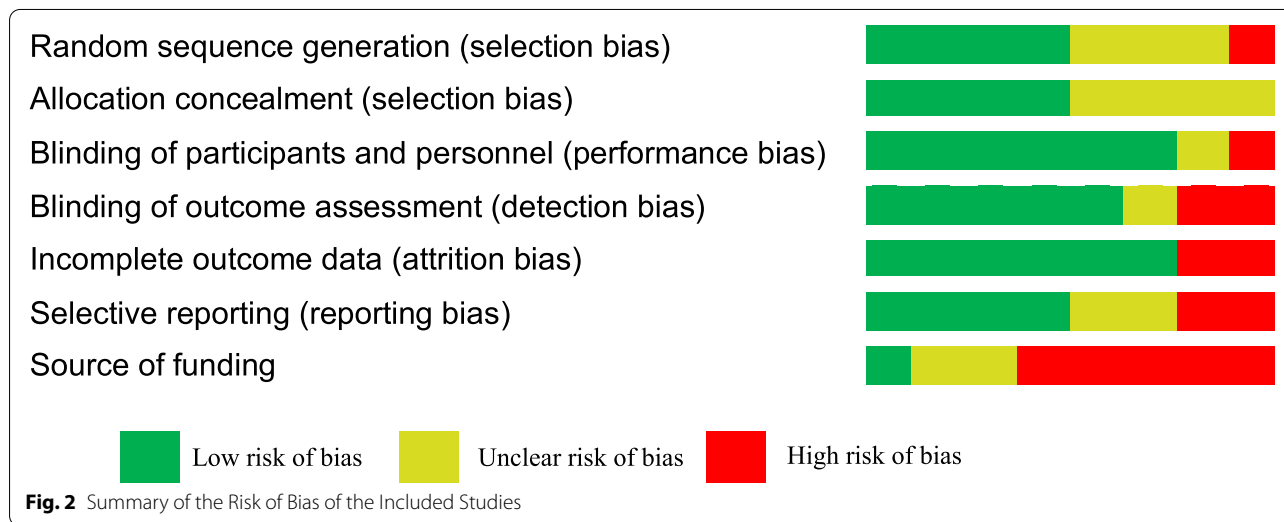 Random sequence generation (selection bias)
Allocation concealment (selection bias)
Blinding of participants and personnel (performance bias)
Blinding of outcome assessment (detection bias)
Incomplete outcome data (attrition bias)
Selective reporting (reporting bias)
Source of funding
Low risk of bias Unclear risk of bias High risk of bias
Fig. 2 Summary of the Risk of Bias of the Included Studies